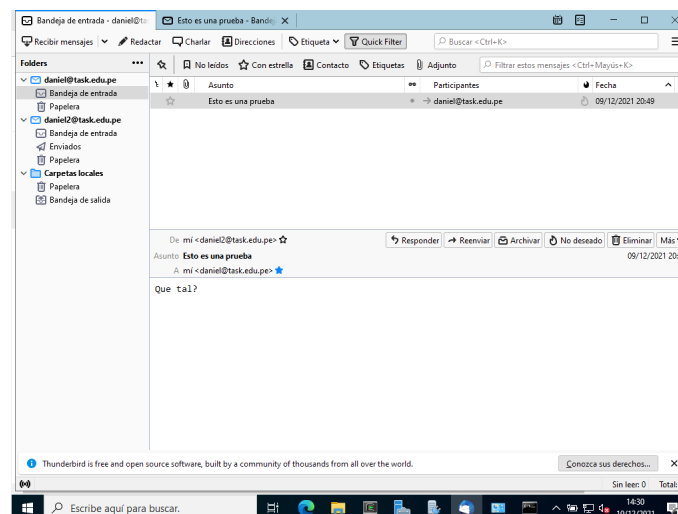 Bandeja de entrada - daniel@ta Esto es una prueba - Bandej
Recibir mensajes Redactar Charlar Direcciones Etiqueta Quick Filter Buscar <Ctrl+K>
Folders ••• No leídos Con estrella Contacto Etiquetas Adjunto Filtrar estos mensajes <Ctrl+Mayús+K>
daniel@task.edu.pe Asunto Participantes Fecha
Bandeja de entrada Esto es una prueba daniel@task.edu.pe 09/12/2021 20:49
Papelera
daniel2@task.edu.pe
Bandeja de entrada
Enviados
Papelera
Carpetas locales
Papelera
Bandeja de salida
De mí <daniel2@task.edu.pe> Responder Reenviar Archivar No deseado Eliminar Más
Asunto Esto es una prueba 09/12/2021 20:
A mí <daniel@task.edu.pe>
Que tal?
Thunderbird is free and open source software, built by a community of thousands from all over the world. Conozca sus derechos...
Sin leer: 0 Total:
Escribe aquí para buscar. 14:30
10/12/2021